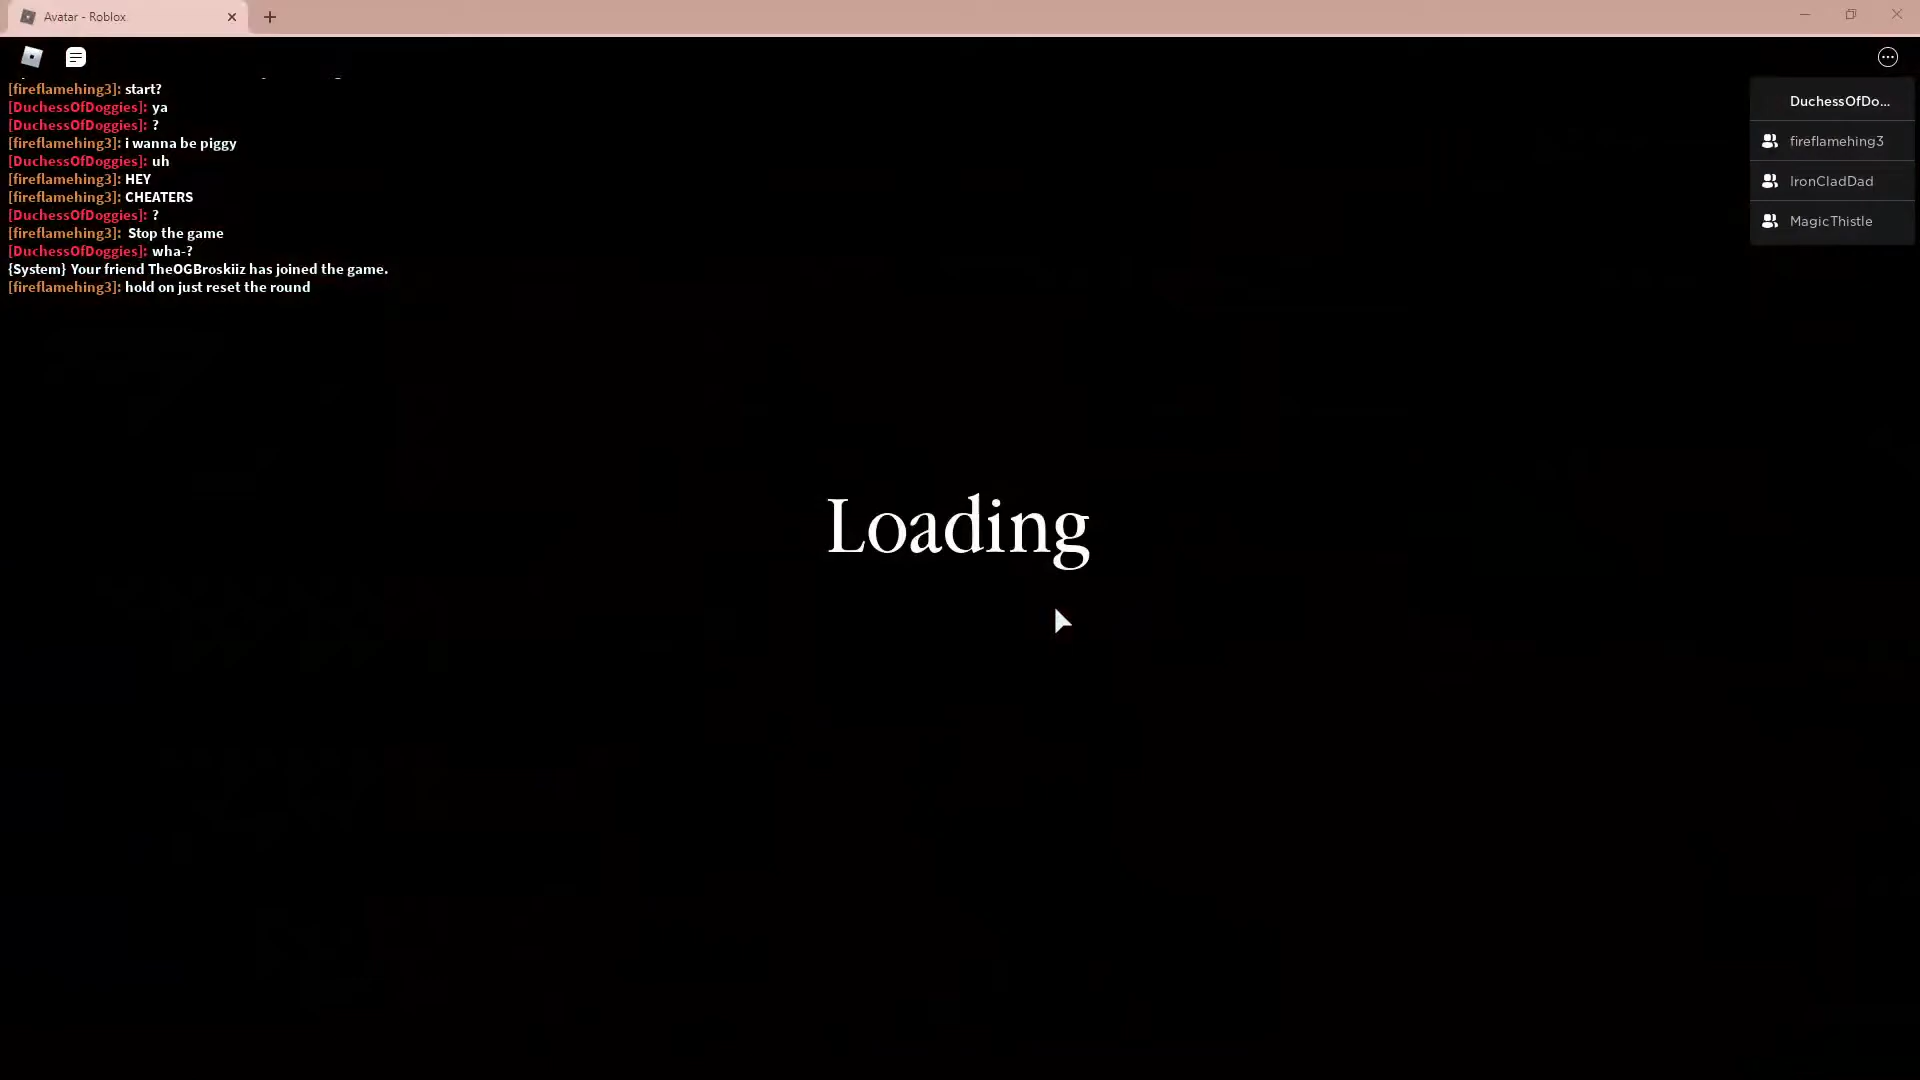 Avatar - Roblox
[fireflamehing3]: start?
[DuchessOfDoggies]: ya
[DuchessOfDoggies]: ?
[fireflamehing3]: i wanna be piggy
[DuchessOfDoggies]: uh
[fireflamehing3]: HEY
[fireflamehing3]: CHEATERS
[DuchessOfDoggies]: ?
[fireflamehing3]: Stop the game
[DuchessOfDoggies]: wha-?
{System} Your friend TheOGBroskiiz has joined the game.
[fireflamehing3]: hold on just reset the round
DuchessOfDo...
fireflamehing3
IronCladDad
MagicThistle
Loading